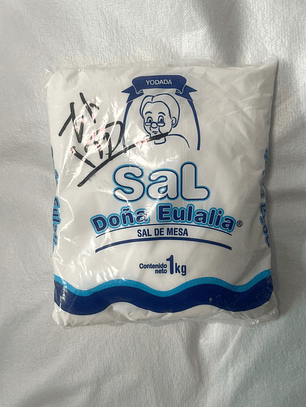 YODADA
SaL
Doña Eulalia®
SAL DE MESA
Contenido
neto 1kg